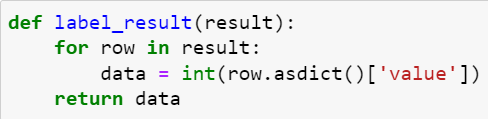 def label_result(result):
    for row in result:
        data = int(row.asdict()['value'])
    return data